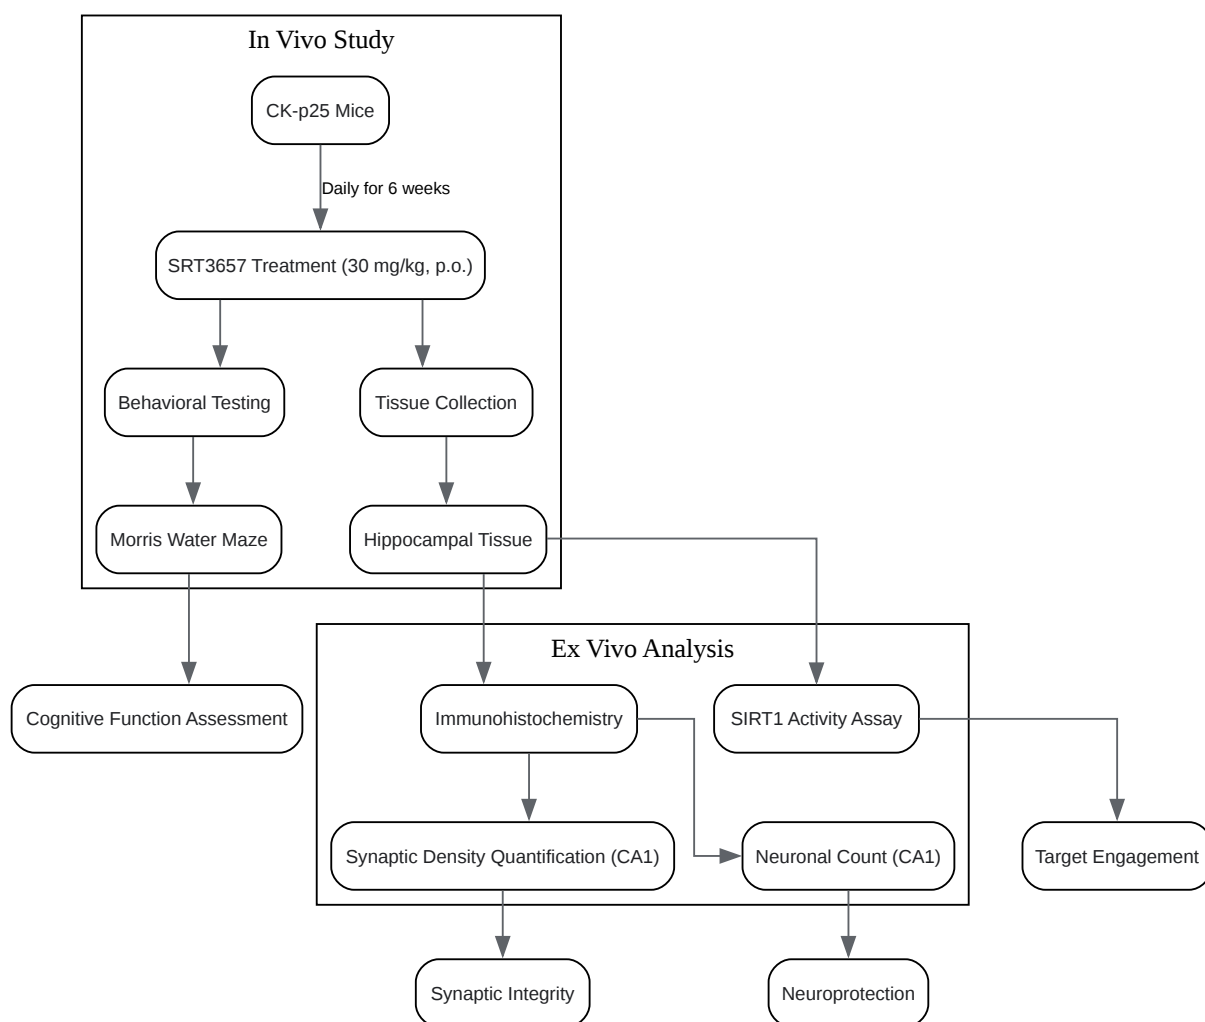 In Vivo Study
CK-p25 Mice
Daily for 6 weeks
SRT3657 Treatment (30 mg/kg, p.o.)
Behavioral Testing
Tissue Collection
Morris Water Maze
Hippocampal Tissue
Ex Vivo Analysis
Cognitive Function Assessment
Immunohistochemistry
SIRT1 Activity Assay
Synaptic Density Quantification (CA1)
Neuronal Count (CA1)
Target Engagement
Synaptic Integrity
Neuroprotection